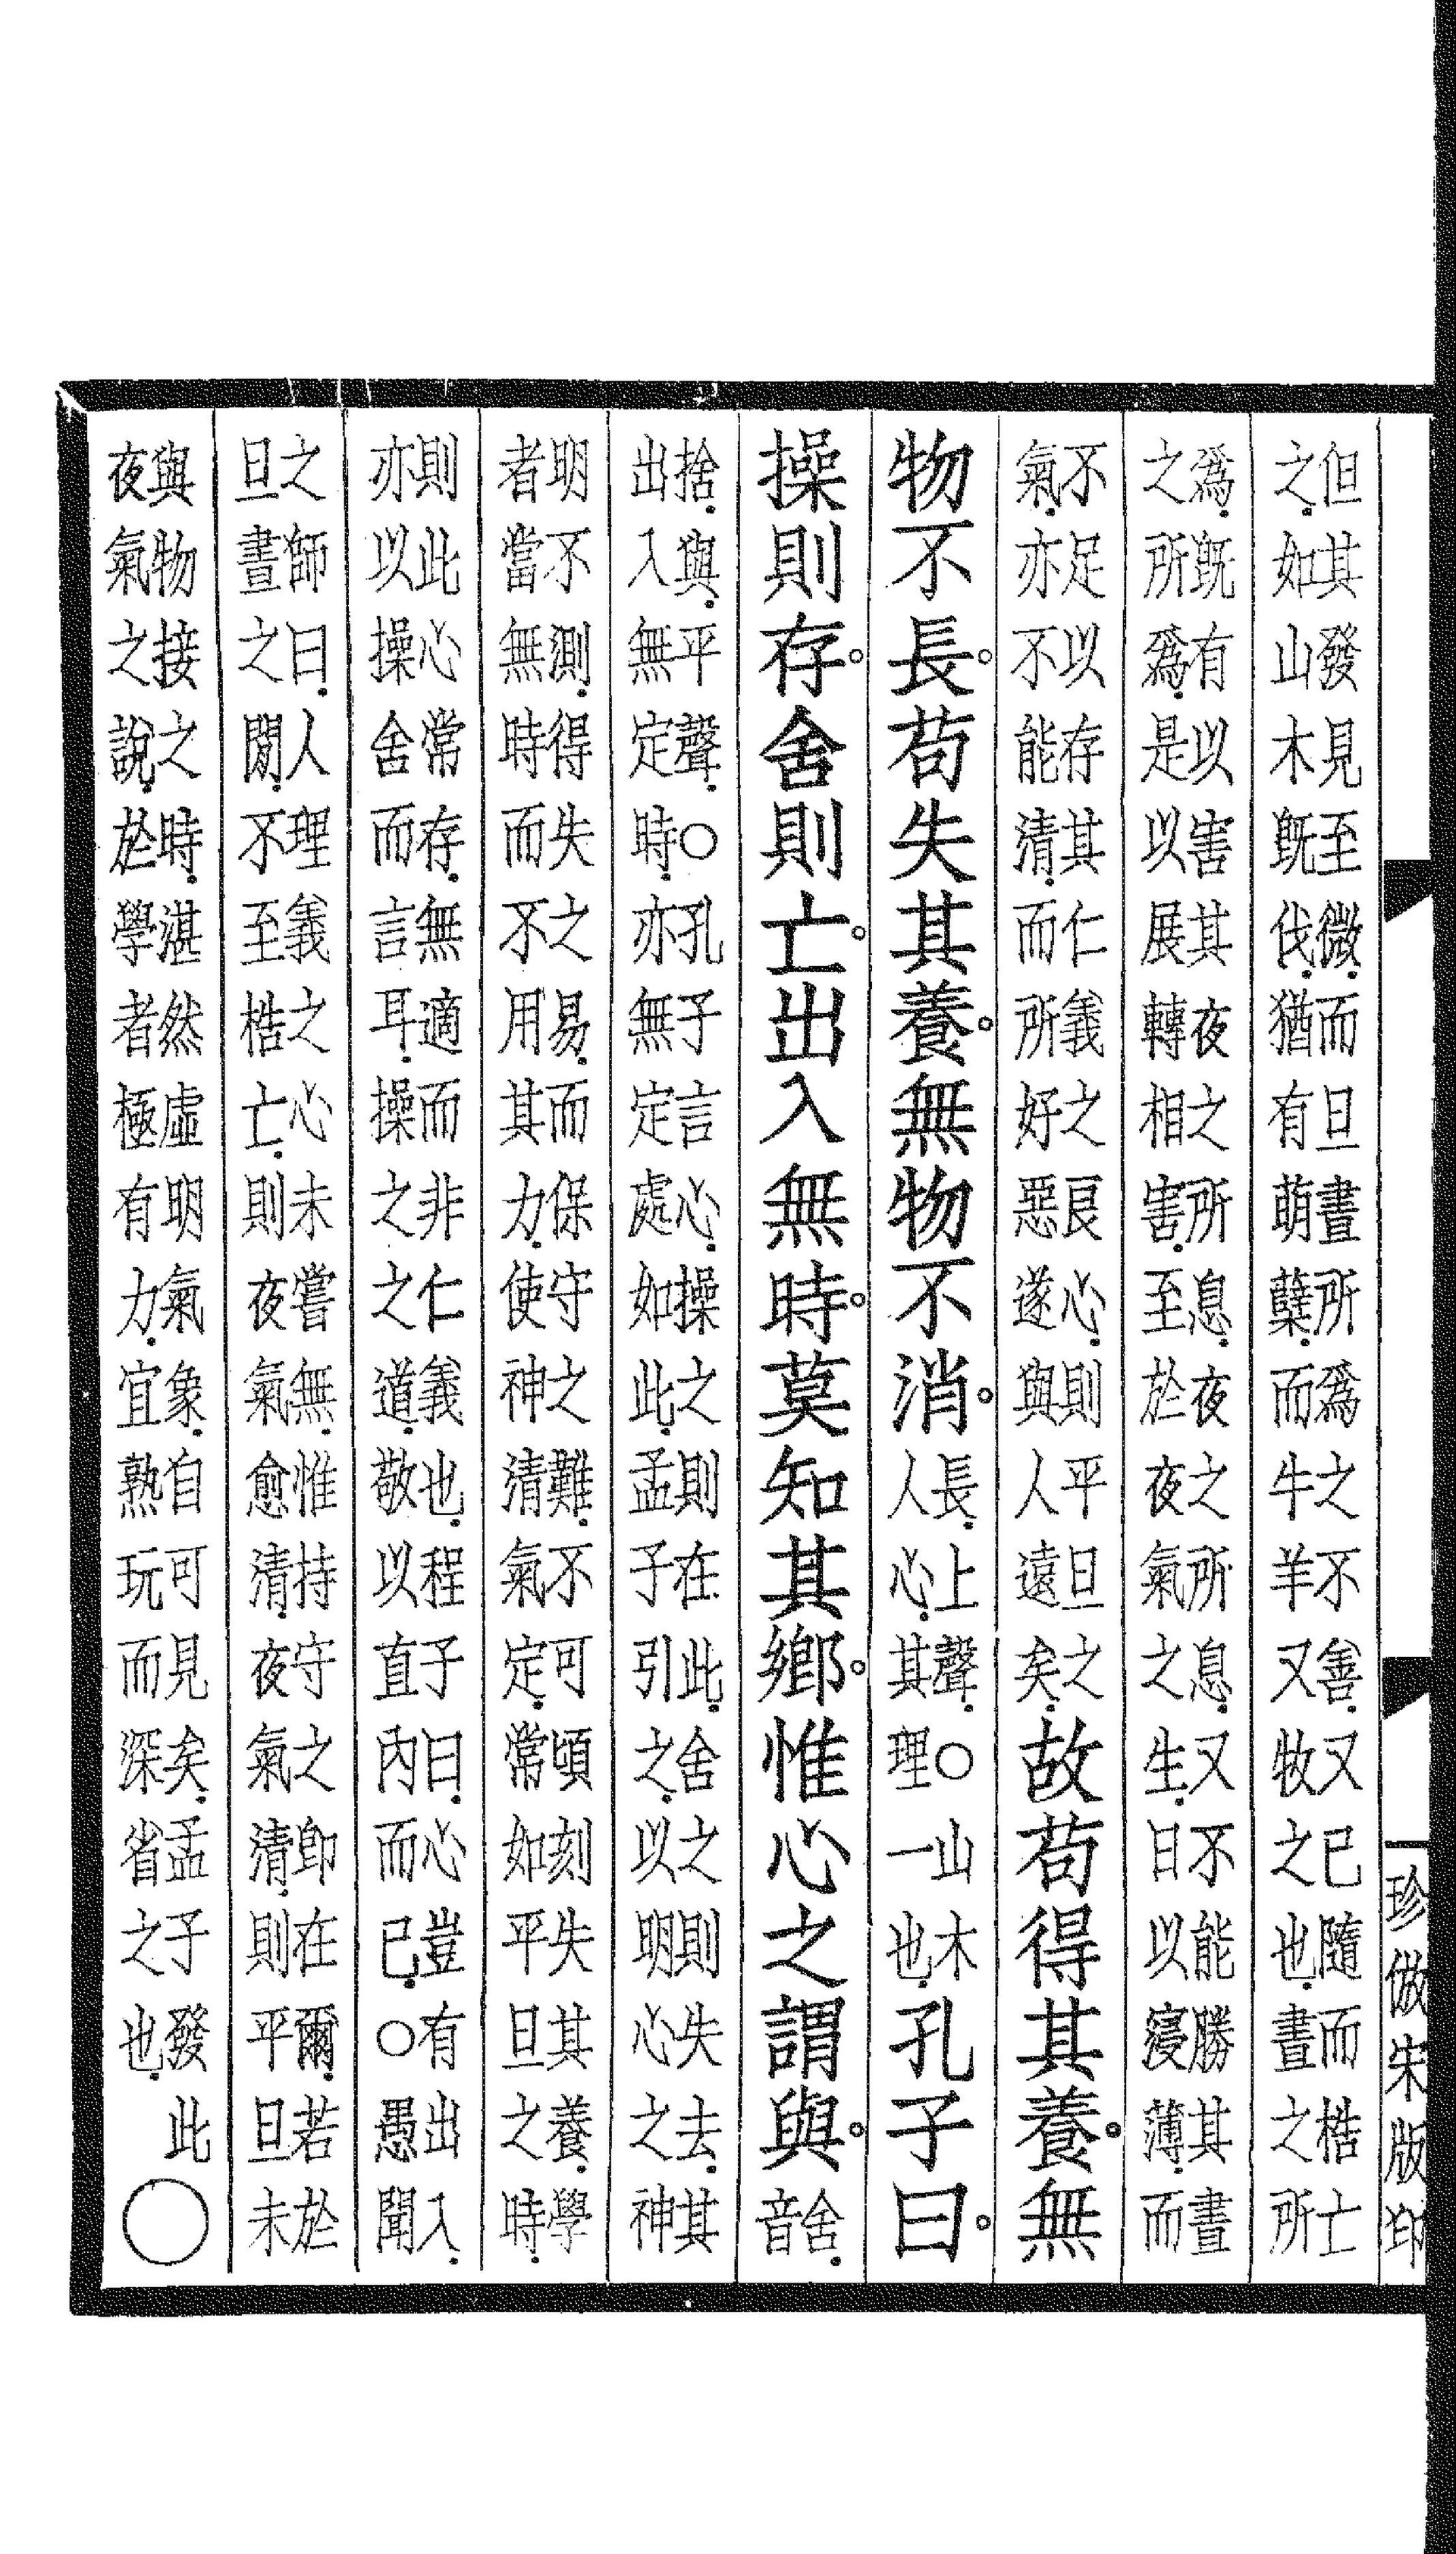 珍倣宋版印
但其發見至微。而旦晝所爲之不善。又已隨而梏亡
之。如山木既伐。猶有萌蘖。而牛羊又牧之也。晝之所
爲。既有以害其夜之所息。夜之所息。又不能勝其晝
之所爲。是以展轉相害。至於夜氣之生。日以寖薄。而
不足以存其仁義之良心。則平旦之
氣。亦不能清。而所好惡遂與人遠矣。
故苟得其養。無
物不長。苟失其養。無物不消。
長。上聲。○山木
人心。其理一也。
孔子曰。
操則存。舍則亡。出入無時。莫知其鄉。惟心之謂與。
舍。
音
捨。與。平聲。○孔子言心。操之則在此。舍之則失去。其
出入無定時。亦無定處如此。孟子引之。以明心之神
明不測。得失之易。而保守之難。不可頃刻失其養。學
者當無時而不用其力。使神清氣定。常如平旦之時。
則此心常存。無適而非仁義也。程子曰。心豈有出入。
亦以操舍而言耳。操之之道。敬以直內而已。○愚聞
之師曰。人理義之心未嘗無。惟持守之即在爾。若於
旦晝之閒。不至梏亡。則夜氣愈清。夜氣清。則平旦未
與物接之時。湛然虛明氣象。自可見矣。孟子發此
夜氣之說。於學者極有力。宜熟玩而深省之也。
○